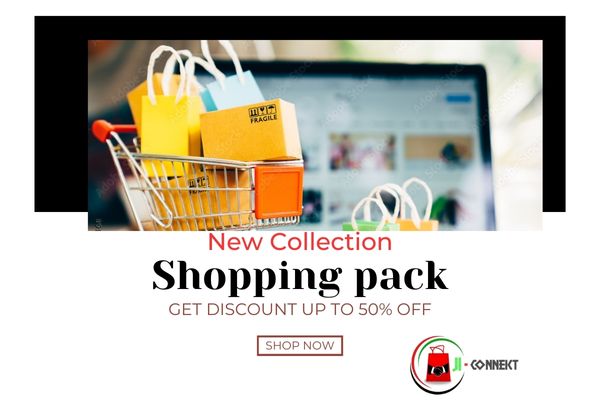 FRAGILE
New Collection
Shopping pack
GET DISCOUNT UP TO 50% OFF
SHOP NOW
JI - CONNEKT